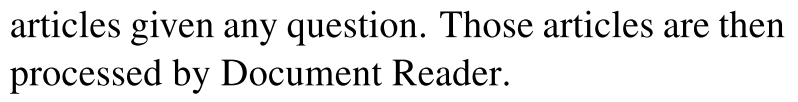 articles given any question. Those articles are then
processed by Document Reader.